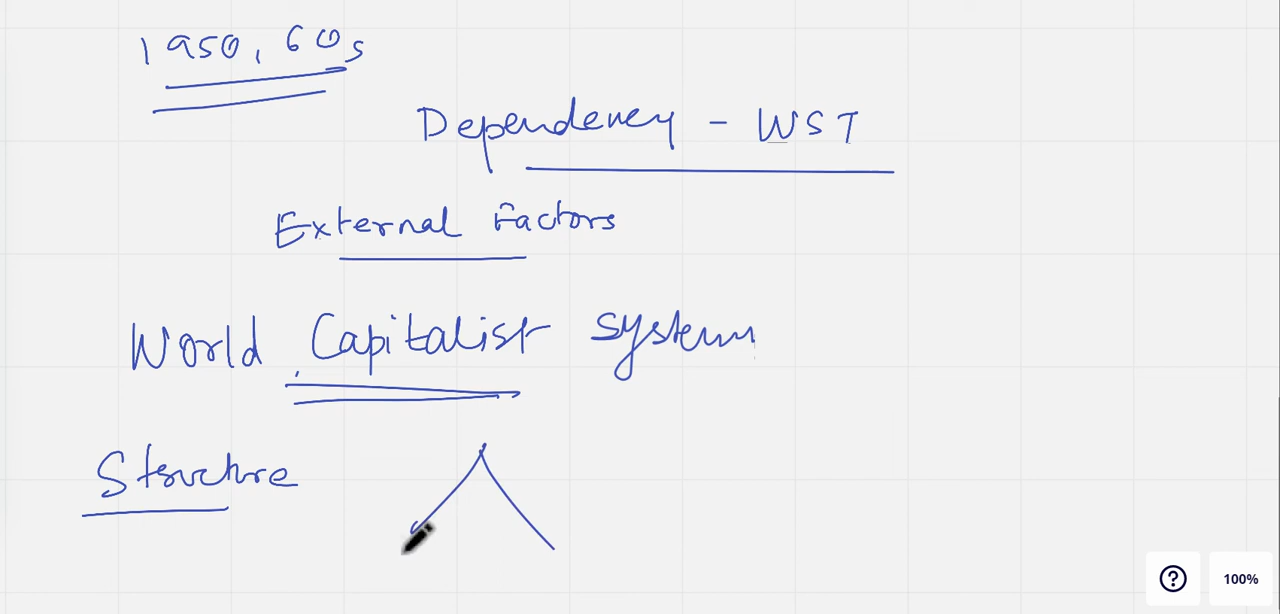 1950, 60s
Dependency - WST
External Factors
World Capitalist system
Structure
100%